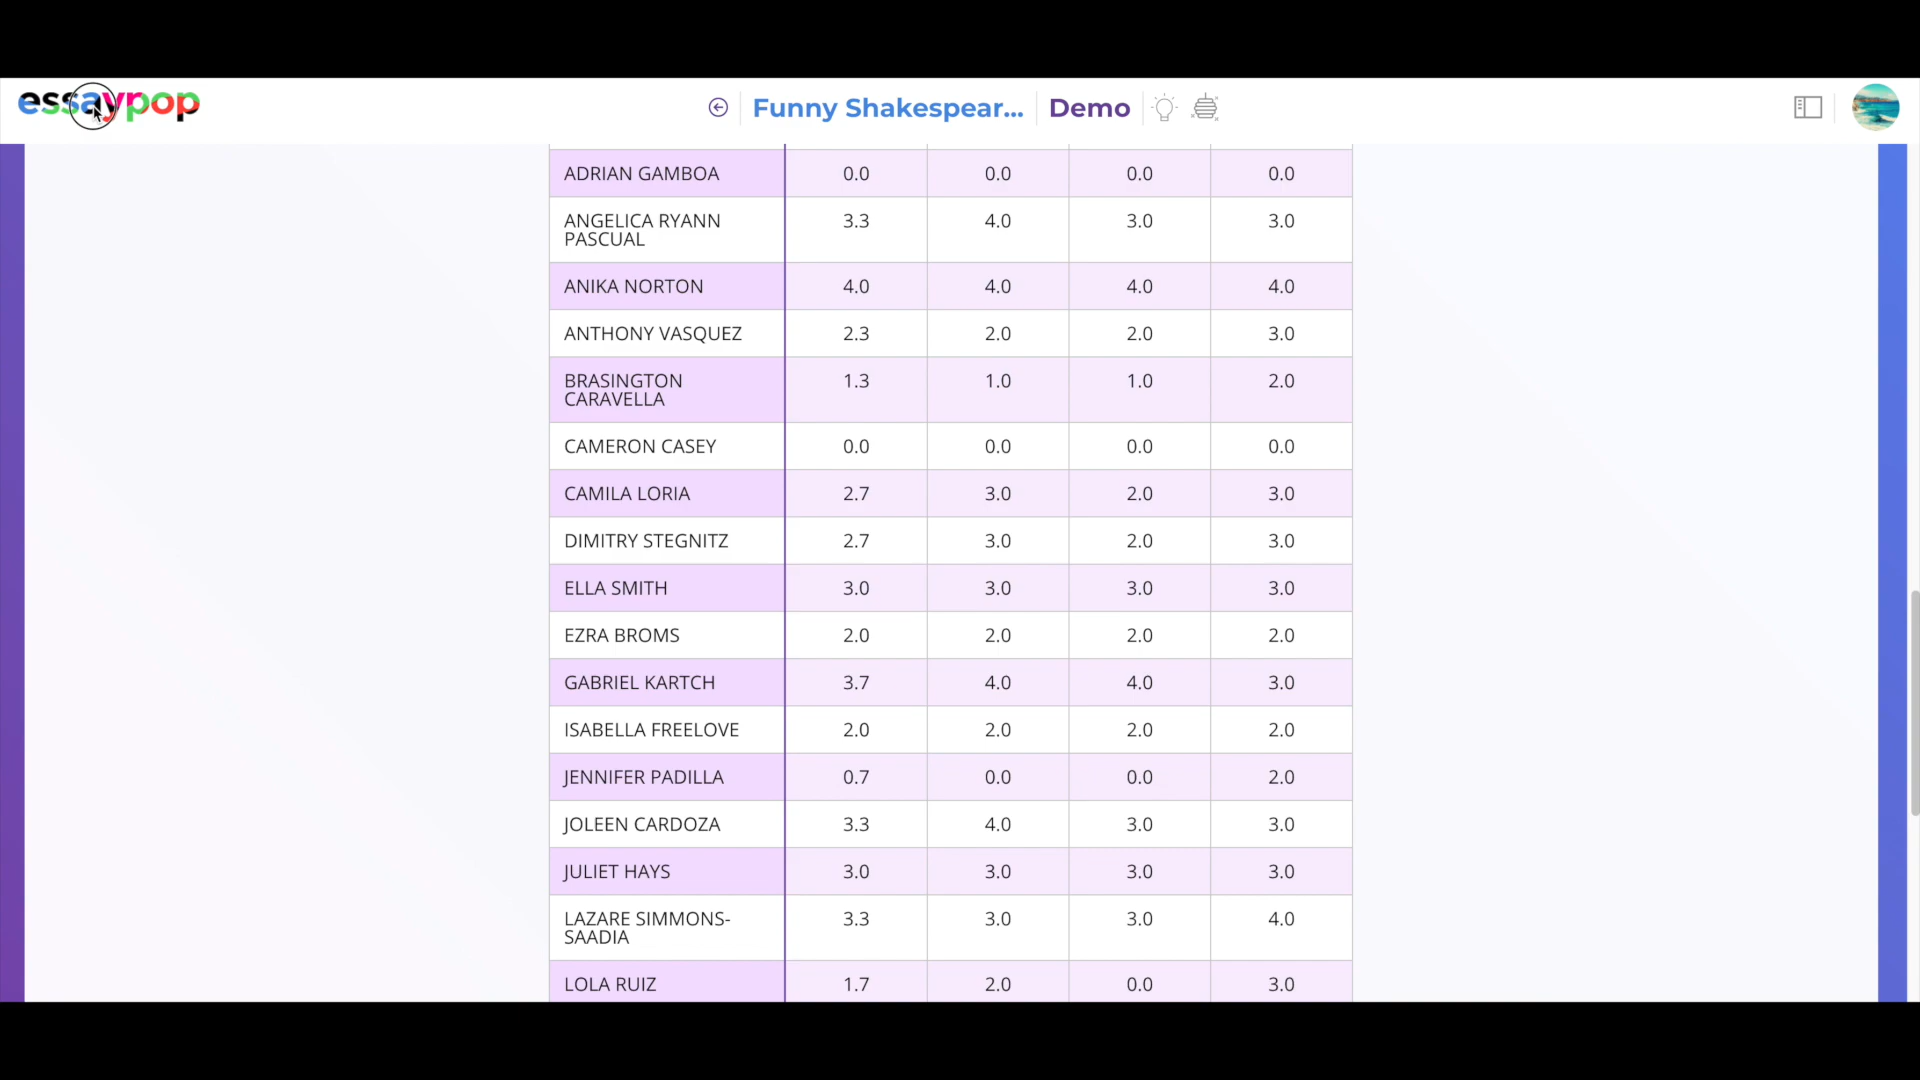 essaypop
Funny Shakespear... Demo
ADRIAN GAMBOA 0.0 0.0 0.0 0.0
ANGELICA RYANN 3.3 4.0 3.0 3.0
PASCUAL
ANIKA NORTON 4.0 4.0 4.0 4.0
ANTHONY VASQUEZ 2.3 2.0 2.0 3.0
BRASINGTON 1.3 1.0 1.0 2.0
CARAVELLA
CAMERON CASEY 0.0 0.0 0.0 0.0
CAMILA LORIA 2.7 3.0 2.0 3.0
DIMITRY STEGNITZ 2.7 3.0 2.0 3.0
ELLA SMITH 3.0 3.0 3.0 3.0
EZRA BROMS 2.0 2.0 2.0 2.0
GABRIEL KARTCH 3.7 4.0 4.0 3.0
ISABELLA FREELOVE 2.0 2.0 2.0 2.0
JENNIFER PADILLA 0.7 0.0 0.0 2.0
JOLEEN CARDOZA 3.3 4.0 3.0 3.0
JULIET HAYS 3.0 3.0 3.0 3.0
LAZARE SIMMONS- 3.3 3.0 3.0 4.0
SAADIA
LOLA RUIZ 1.7 2.0 0.0 3.0